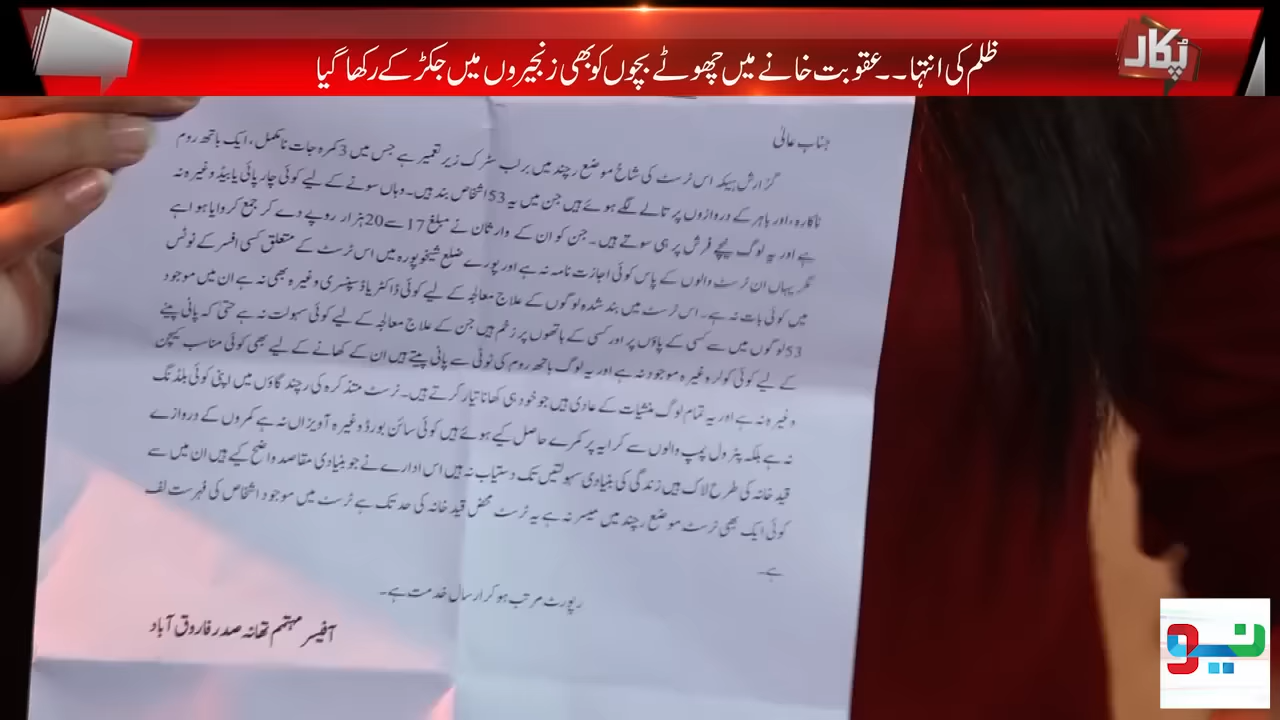 ظلم کی انتہا۔۔عقوبت خانے میں چھوٹے بچوں کو بھی زنجیروں میں جکڑ کے رکھا گیا
پُکار
جناب عالیٰ
گزارش ہیکہ اس ٹرسٹ کی شاخ موضع رچند میں برلب سڑک زیر تعمیر ہے جس میں 3کمرہ جات نامکمل، ایک باتھ روم
ناکارہ، اور باہر کے دروازوں پر تالے لگے ہوئے ہیں جن میں یہ 53اشخاص بند ہیں۔ وہاں سونے کے لیے کوئی چارپائی یا بیڈ وغیرہ نہ
ہے اور یہ لوگ نیچے فرش پر ہی سوتے ہیں۔ جن کو ان کے وارثان نے مبلغ 17سے20ہزار روپے دے کر جمع کروایا ہوا ہے
مگر یہاں ان ٹرسٹ والوں کے پاس کوئی اجازت نامہ نہ ہے اور پورے ضلع شیخوپورہ میں اس ٹرسٹ کے متعلق کسی افسر کے نوٹس
میں کوئی بات نہ ہے۔ اس ٹرسٹ میں بند شدہ لوگوں کے علاج معالجہ کے لیے کوئی ڈاکٹر یا ڈسپنسری وغیرہ بھی نہ ہے ان میں موجود
53لوگوں میں سے کسی کے پاؤں پر اور کسی کے ہاتھوں پر زخم ہیں جن کے علاج معالجہ کے لیے کوئی سہولت نہ ہے حتیٰ کہ پانی پینے
کے لیے کوئی کولر وغیرہ موجود نہ ہے اور یہ لوگ باتھ روم کی ٹوٹی سے پانی پیتے ہیں ان کے کھانے کے لیے بھی کوئی مناسب کیچن
وغیرہ نہ ہے اور یہ تمام لوگ منشیات کے عادی ہیں جو خود ہی کھانا تیار کرتے ہیں۔ ٹرسٹ متذکرہ کی رچند گاؤں میں اپنی کوئی بلڈنگ
نہ ہے بلکہ پٹرول پمپ والوں سے کرایہ پر کمرے حاصل کیے ہوئے ہیں کوئی سائن بورڈ وغیرہ آویزاں نہ ہے کمروں کے دروازے
قید خانہ کی طرح لاک ہیں زندگی کی بنیادی سہولتیں تک دستیاب نہ ہیں اس ادارے نے جو بنیادی مقاصد واضح کیے ہیں ان میں سے
کوئی ایک بھی ٹرسٹ موضع رچند میں میسر نہ ہے یہ ٹرسٹ محض قید خانہ کی حد تک ہے ٹرسٹ میں موجود اشخاص کی فہرست لف
ہے۔
رپورٹ مرتب ہو کر ارسال خدمت ہے۔
آفیسر مہتمم تھانہ صدر فاروق آباد
نیو